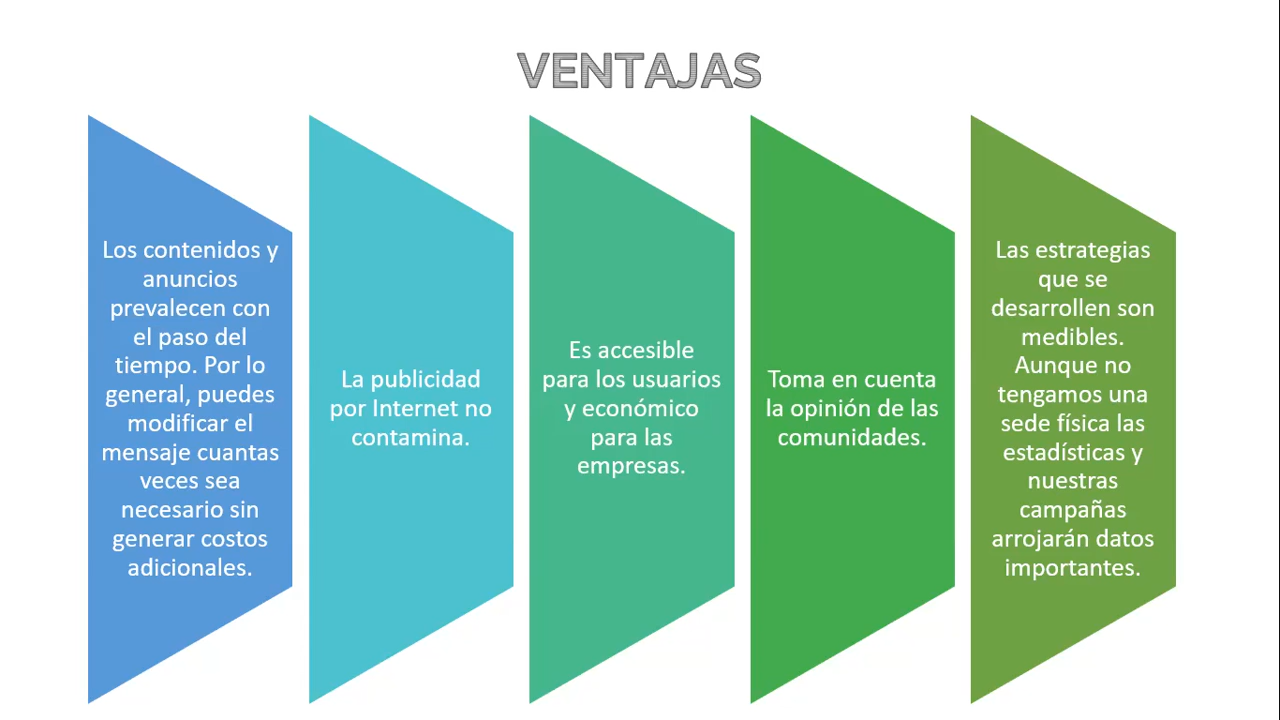 VENTAJAS
Los contenidos y
anuncios
prevalecen con
el paso del
tiempo. Por lo
general, puedes
modificar el
mensaje cuantas
veces sea
necesario sin
generar costos
adicionales.
La publicidad
por Internet no
contamina.
Es accesible
para los usuarios
y económico
para las
empresas.
Toma en cuenta
la opinión de las
comunidades.
Las estrategias
que se
desarrollen son
medibles.
Aunque no
tengamos una
sede física las
estadísticas y
nuestras
campañas
arrojarán datos
importantes.